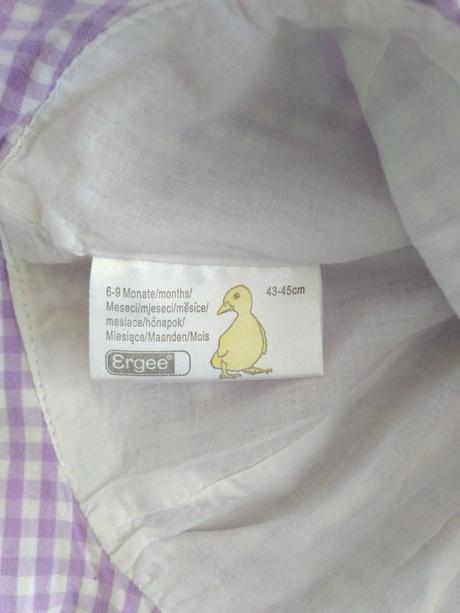 6-9 Monate/months/
43-45cm
Meseci/mjeseci/měsíce/
mesiace/hónapok/
Miesiące/Maanden/Mois
Ergee®